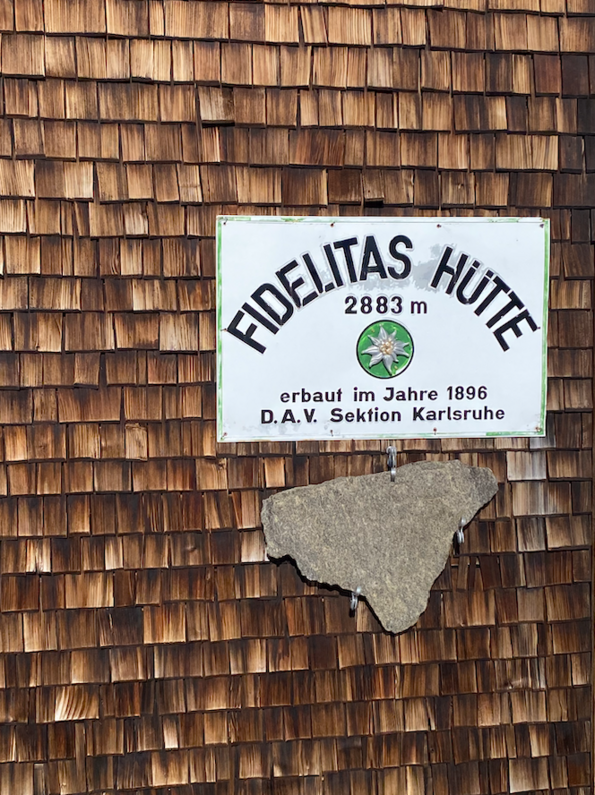 FIDELITAS HÜTTE
2883 m
erbaut im Jahre 1896
D.A.V. Sektion Karlsruhe